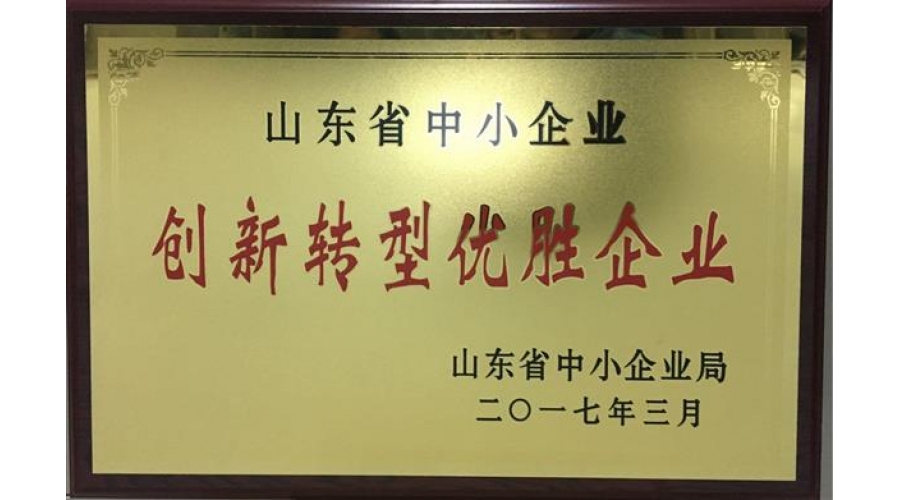 山东省中小企业
创新转型优胜企业
山东省中小企业局
二〇一七年三月